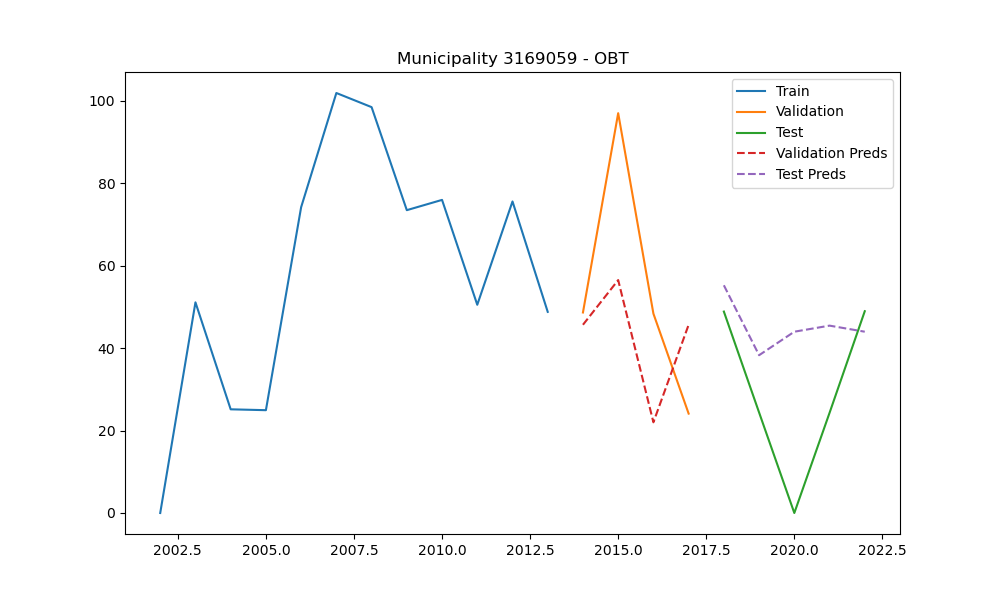 Municipality 3169059 - OBT
Train
Validation
Test
Validation Preds
Test Preds
100
80
60
40
20
0
2002.5 2005.0 2007.5 2010.0 2012.5 2015.0 2017.5 2020.0 2022.5